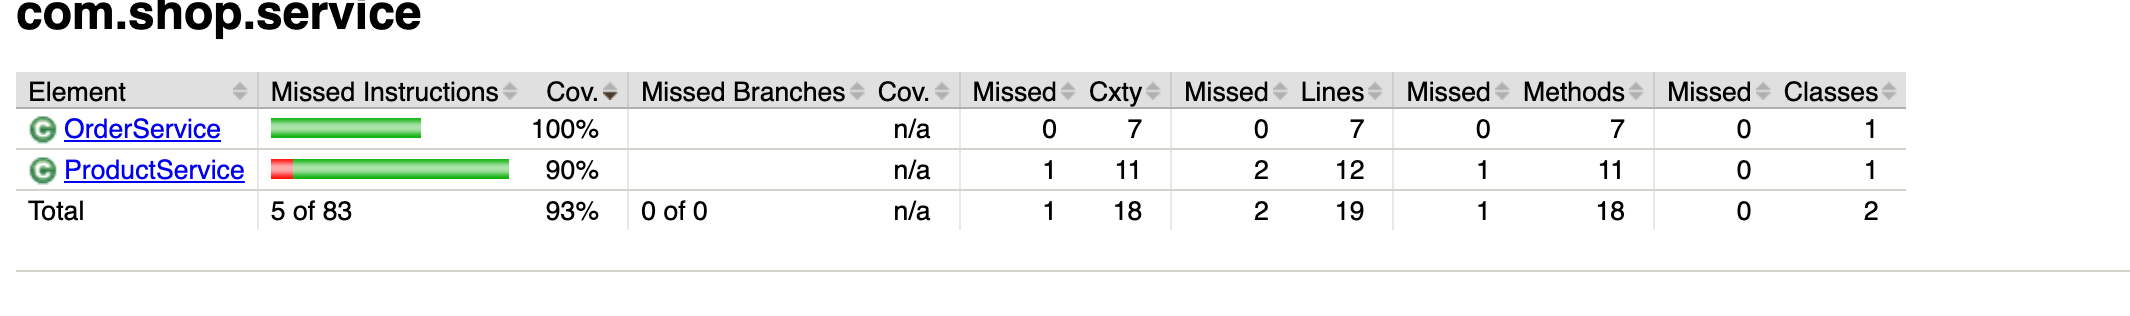 com.shop.service
Element Missed Instructions Cov. Missed Branches Cov. Missed Cxty Missed Lines Missed Methods Missed Classes
C OrderService 100% n/a 0 7 0 7 0 7 0 1
C ProductService 90% n/a 1 11 2 12 1 11 0 1
Total 5 of 83 93% 0 of 0 n/a 1 18 2 19 1 18 0 2